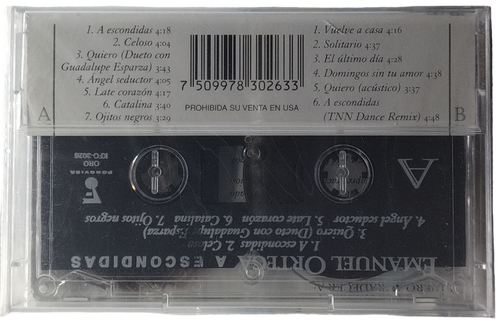 1. A escondidas 4:18
2. Celoso 4:04
3. Quiero (Dueto con
Guadalupe Esparza) 3:43
4. Angel seductor 4:05
5. Late corazón 4:17
6. Catalina 3:40
7. Ojitos negros 3:29
A
7 509978 302633
PROHIBIDA SU VENTA EN USA
1. Vuelve a casa 4:16
2. Solitario 4:37
3. El último día 4:28
4. Domingos sin tu amor 4:38
5. Quiero (acústico) 3:37
6. A escondidas
(TNN Dance Remix) 4:48
B
A
EMANUEL ORTEGA A ESCONDIDAS
1. A escondidas 2. Celoso
3. Quiero (Dueto con Guadalupe Esparza)
4. Angel seductor 5. Late corazón 6. Catalina 7. Ojitos negros
FONOVISA
ORO
KFO-3026